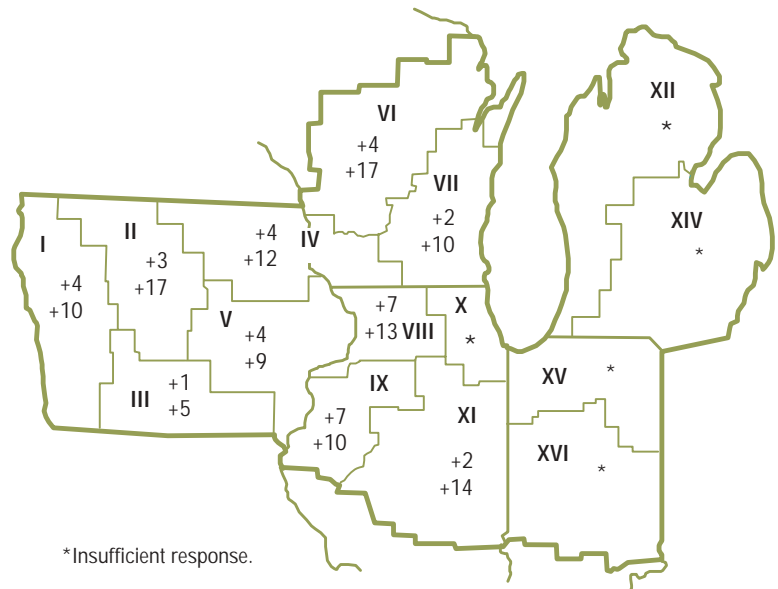 XII
*
VI
+4
+17
VII
+2
+10
XIV
*
I
+4
+10
II
+3
+17
+4 IV
+12
V
+4
+9
+7
+13 VIII
X
*
III +1
+5
IX
+7
+10
XI
+2
+14
XV *
XVI *
*Insufficient response.